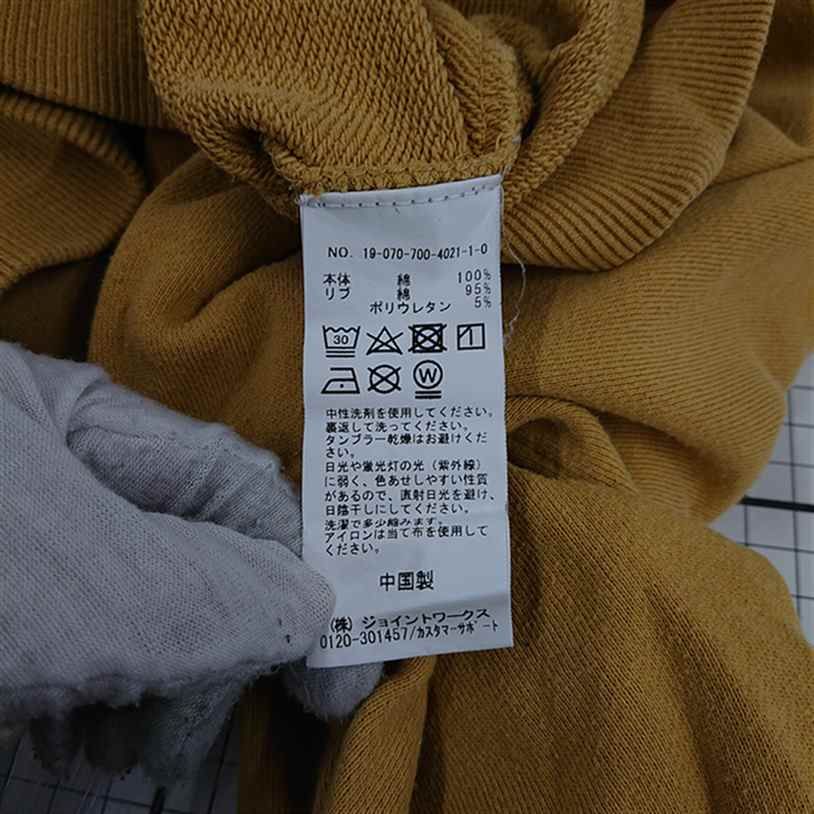 NO. 19-070-700-4021-1-0
本体 綿 100%
リブ 綿 95%
ポリウレタン 5%
30
W
中性洗剤を使用してください。
裏返して洗ってください。
タンブラー乾燥はお避けくだ
さい。
日光や蛍光灯の光（紫外線）
に弱く、色あせしやすい性質
があるので、直射日光を避け、
日陰干しにしてください。
洗濯で多少縮みます。
アイロンは当て布を使用して
ください。
中国製
(株) ジョイントワークス
0120-301457/カスタマーサポート